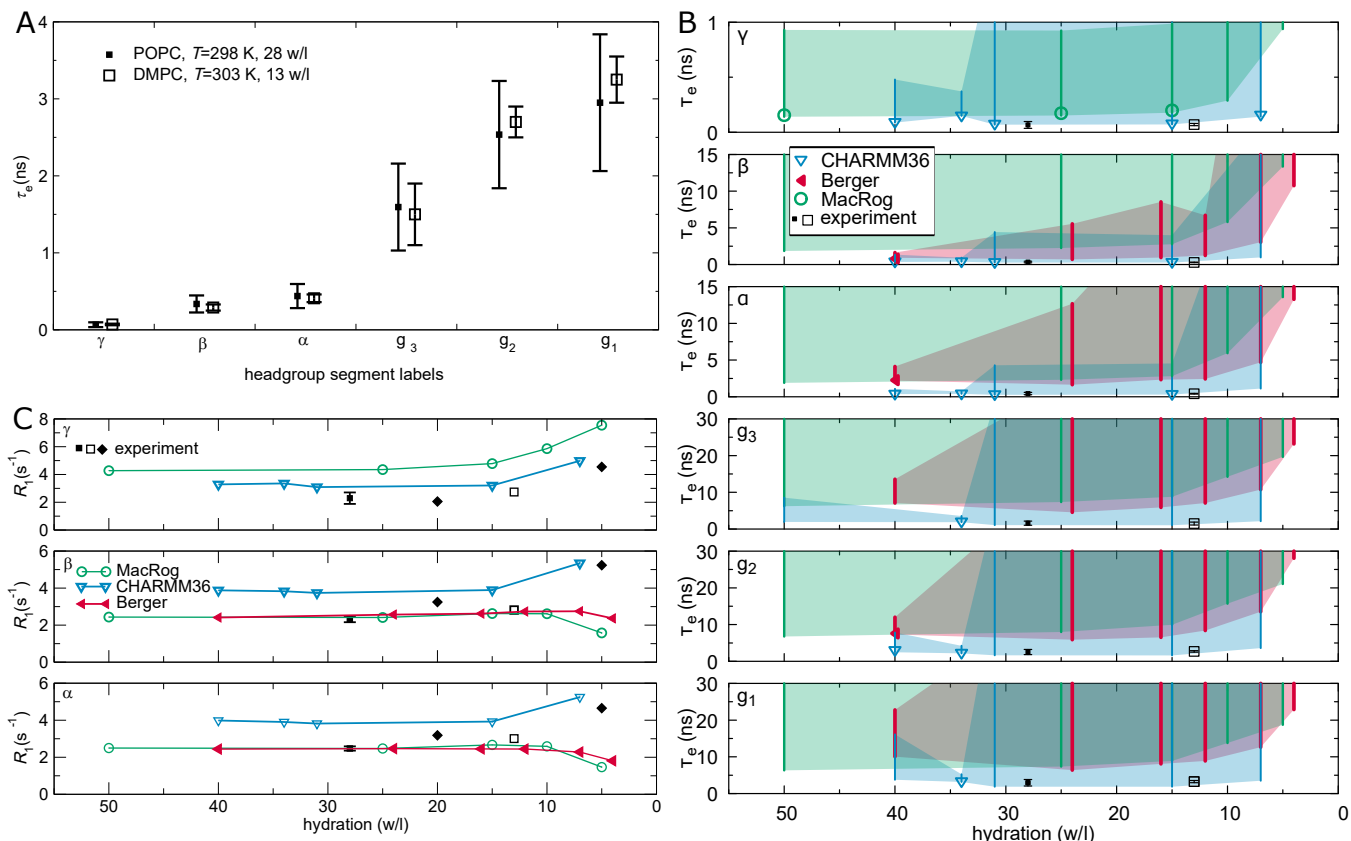 A
4
3
2
1
0
τe(ns)
POPC, T=298 K, 28 w/l
DMPC, T=303 K, 13 w/l
γ
β
α
g3
g2
g1
headgroup segment labels
B
γ
1
0
τe (ns)
CHARMM36
Berger
MacRog
experiment
β
15
10
5
0
τe (ns)
α
15
10
5
0
τe (ns)
g3
30
20
10
0
τe (ns)
g2
30
20
10
0
τe (ns)
g1
30
20
10
0
τe (ns)
50
40
30
20
10
0
hydration (w/l)
C
γ
8
6
4
2
0
R1(s-1)
experiment
β
6
4
2
0
R1(s-1)
MacRog
CHARMM36
Berger
α
6
4
2
0
R1(s-1)
50
40
30
20
10
0
hydration (w/l)